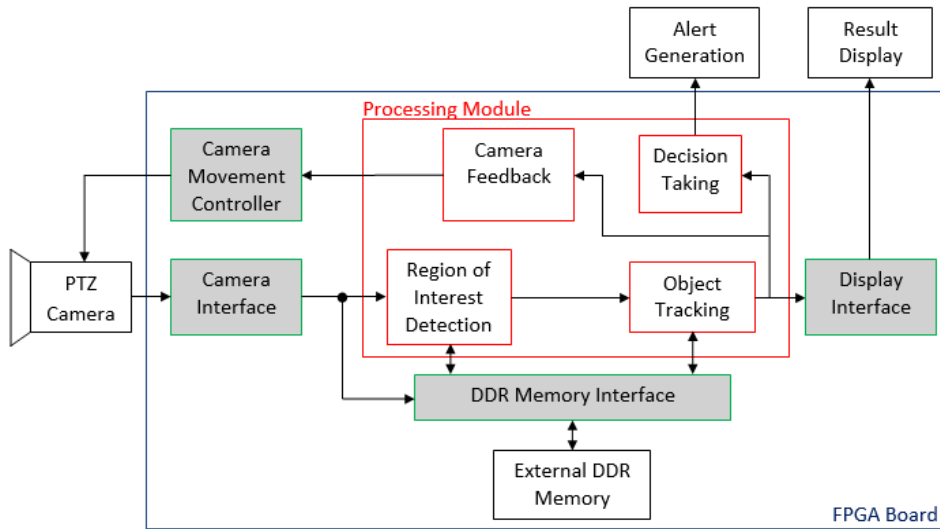 Alert
Generation
Result
Display
Processing Module
Camera
Movement
Controller
Camera
Feedback
Decision
Taking
PTZ
Camera
Camera
Interface
Region of
Interest
Detection
Object
Tracking
Display
Interface
DDR Memory Interface
External DDR
Memory
FPGA Board